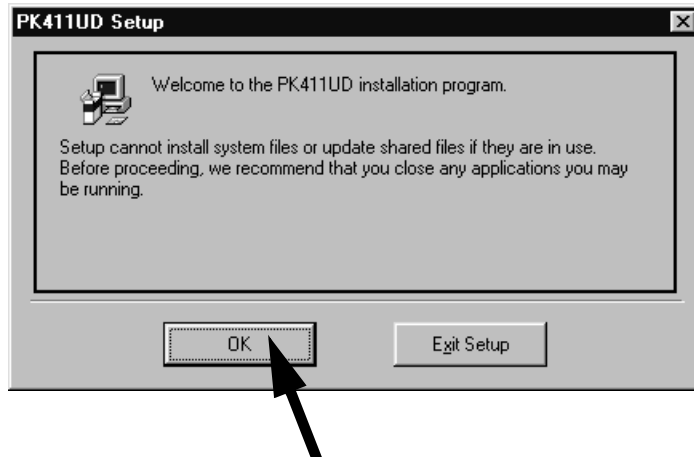 PK411UD Setup
Welcome to the PK411UD installation program.
Setup cannot install system files or update shared files if they are in use.
Before proceeding, we recommend that you close any applications you may
be running.
OK
Exit Setup